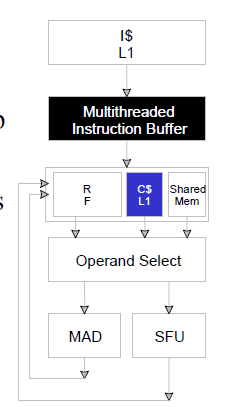 I$
L1
Multithreaded
Instruction Buffer
R
F
C$
L1
Shared
Mem
Operand Select
MAD
SFU